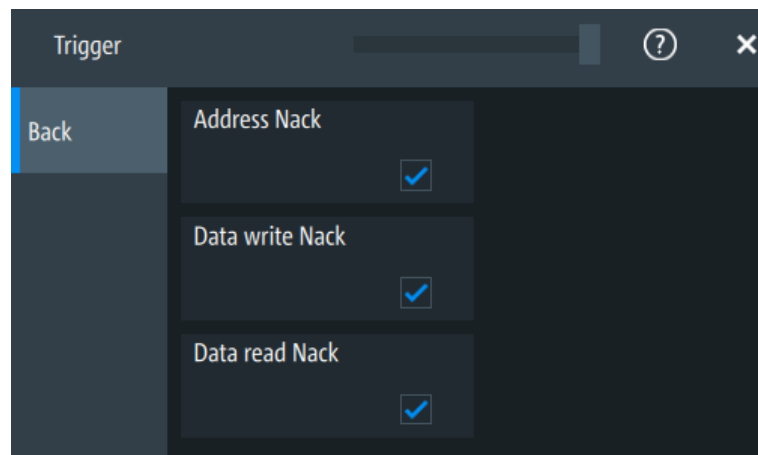 Trigger
?
Back
Address Nack
Data write Nack
Data read Nack